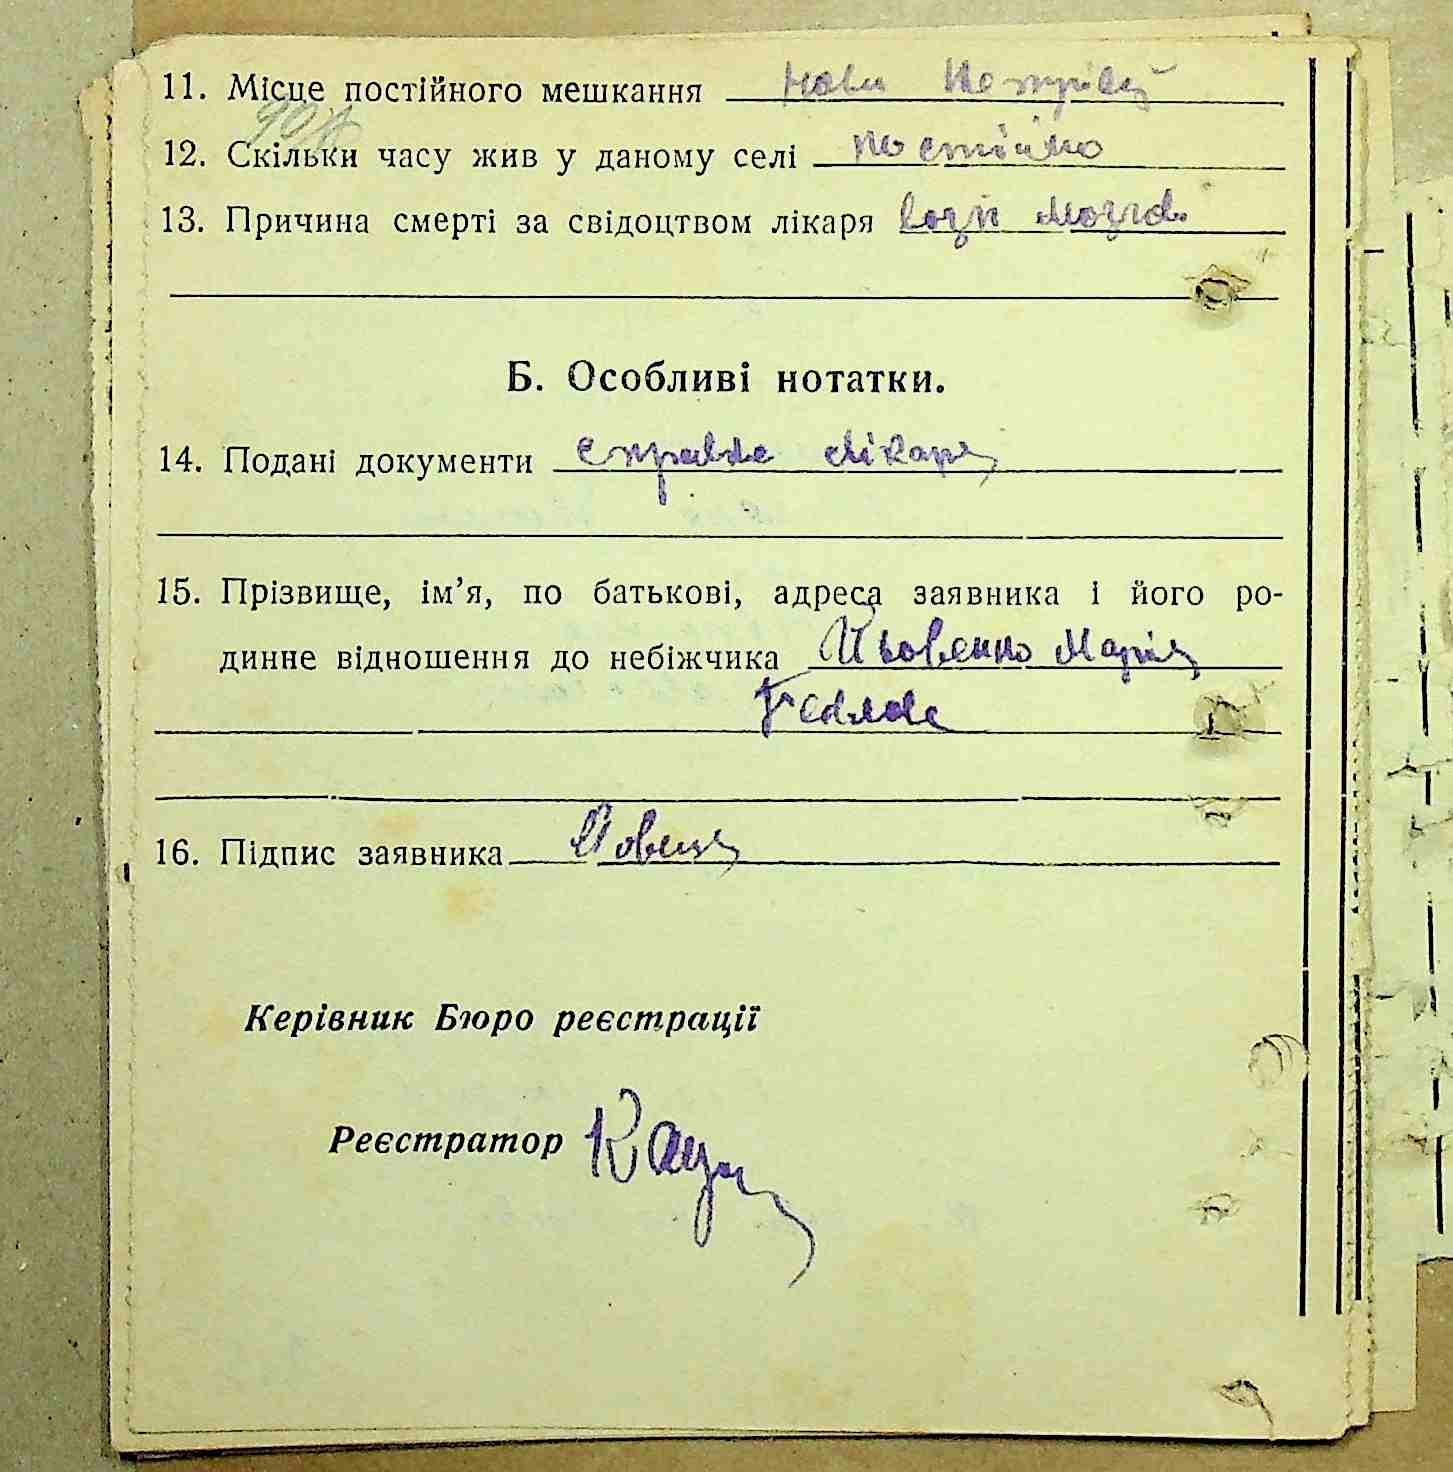 11. Місце постійного мешкання Нові Петрівці
12. Скільки часу жив у даному селі постійно
13. Причина смерті за свідоцтвом лікаря
Б. Особливі нотатки.
14. Подані документи справка лікаря
15. Прізвище, ім’я, по батькові, адреса заявника і його ро-
динне відношення до небіжчика Йовенко Марія
16. Підпис заявника
Керівник Бюро реєстрації
Реєстратор